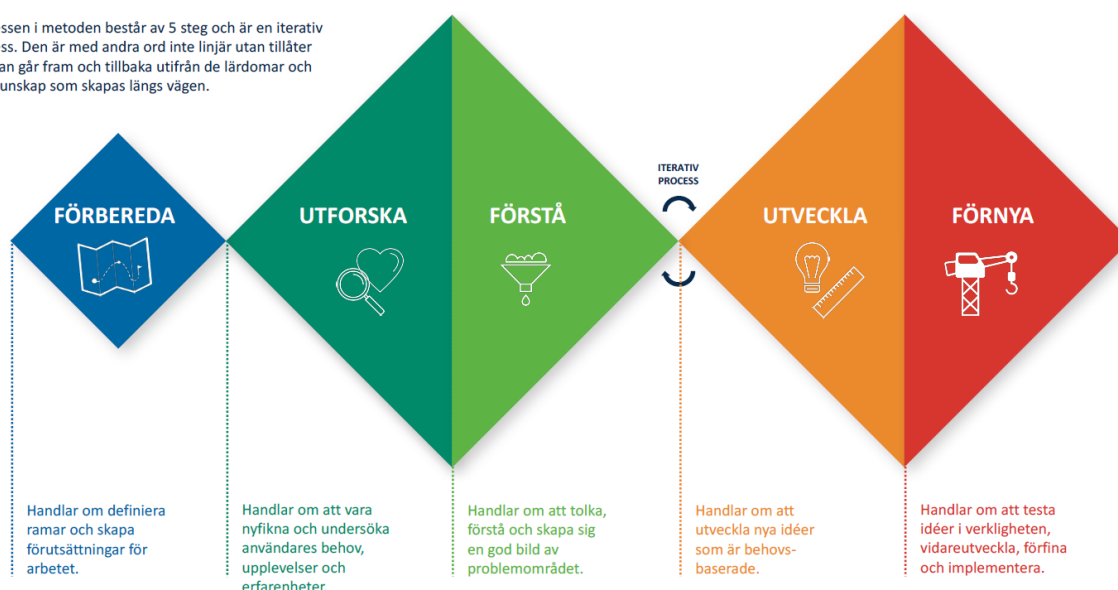 essen i metoden består av 5 steg och är en iterativ
ess. Den är med andra ord inte linjär utan tillåter
an går fram och tillbaka utifrån de lärdomar och
unskap som skapas längs vägen.
ITERATIV
PROCESS
FÖRBEREDA
UTFORSKA
FÖRSTÅ
UTVECKLA
FÖRNYA
Handlar om definiera
ramar och skapa
förutsättningar för
arbetet.
Handlar om att vara
nyfikna och undersöka
användares behov,
upplevelser och
erfarenheter
Handlar om att tolka,
förstå och skapa sig
en god bild av
problemområdet.
Handlar om att
utveckla nya idéer
som är behovs-
baserade.
Handlar om att testa
idéer i verkligheten,
vidareutveckla, förfina
och implementera.